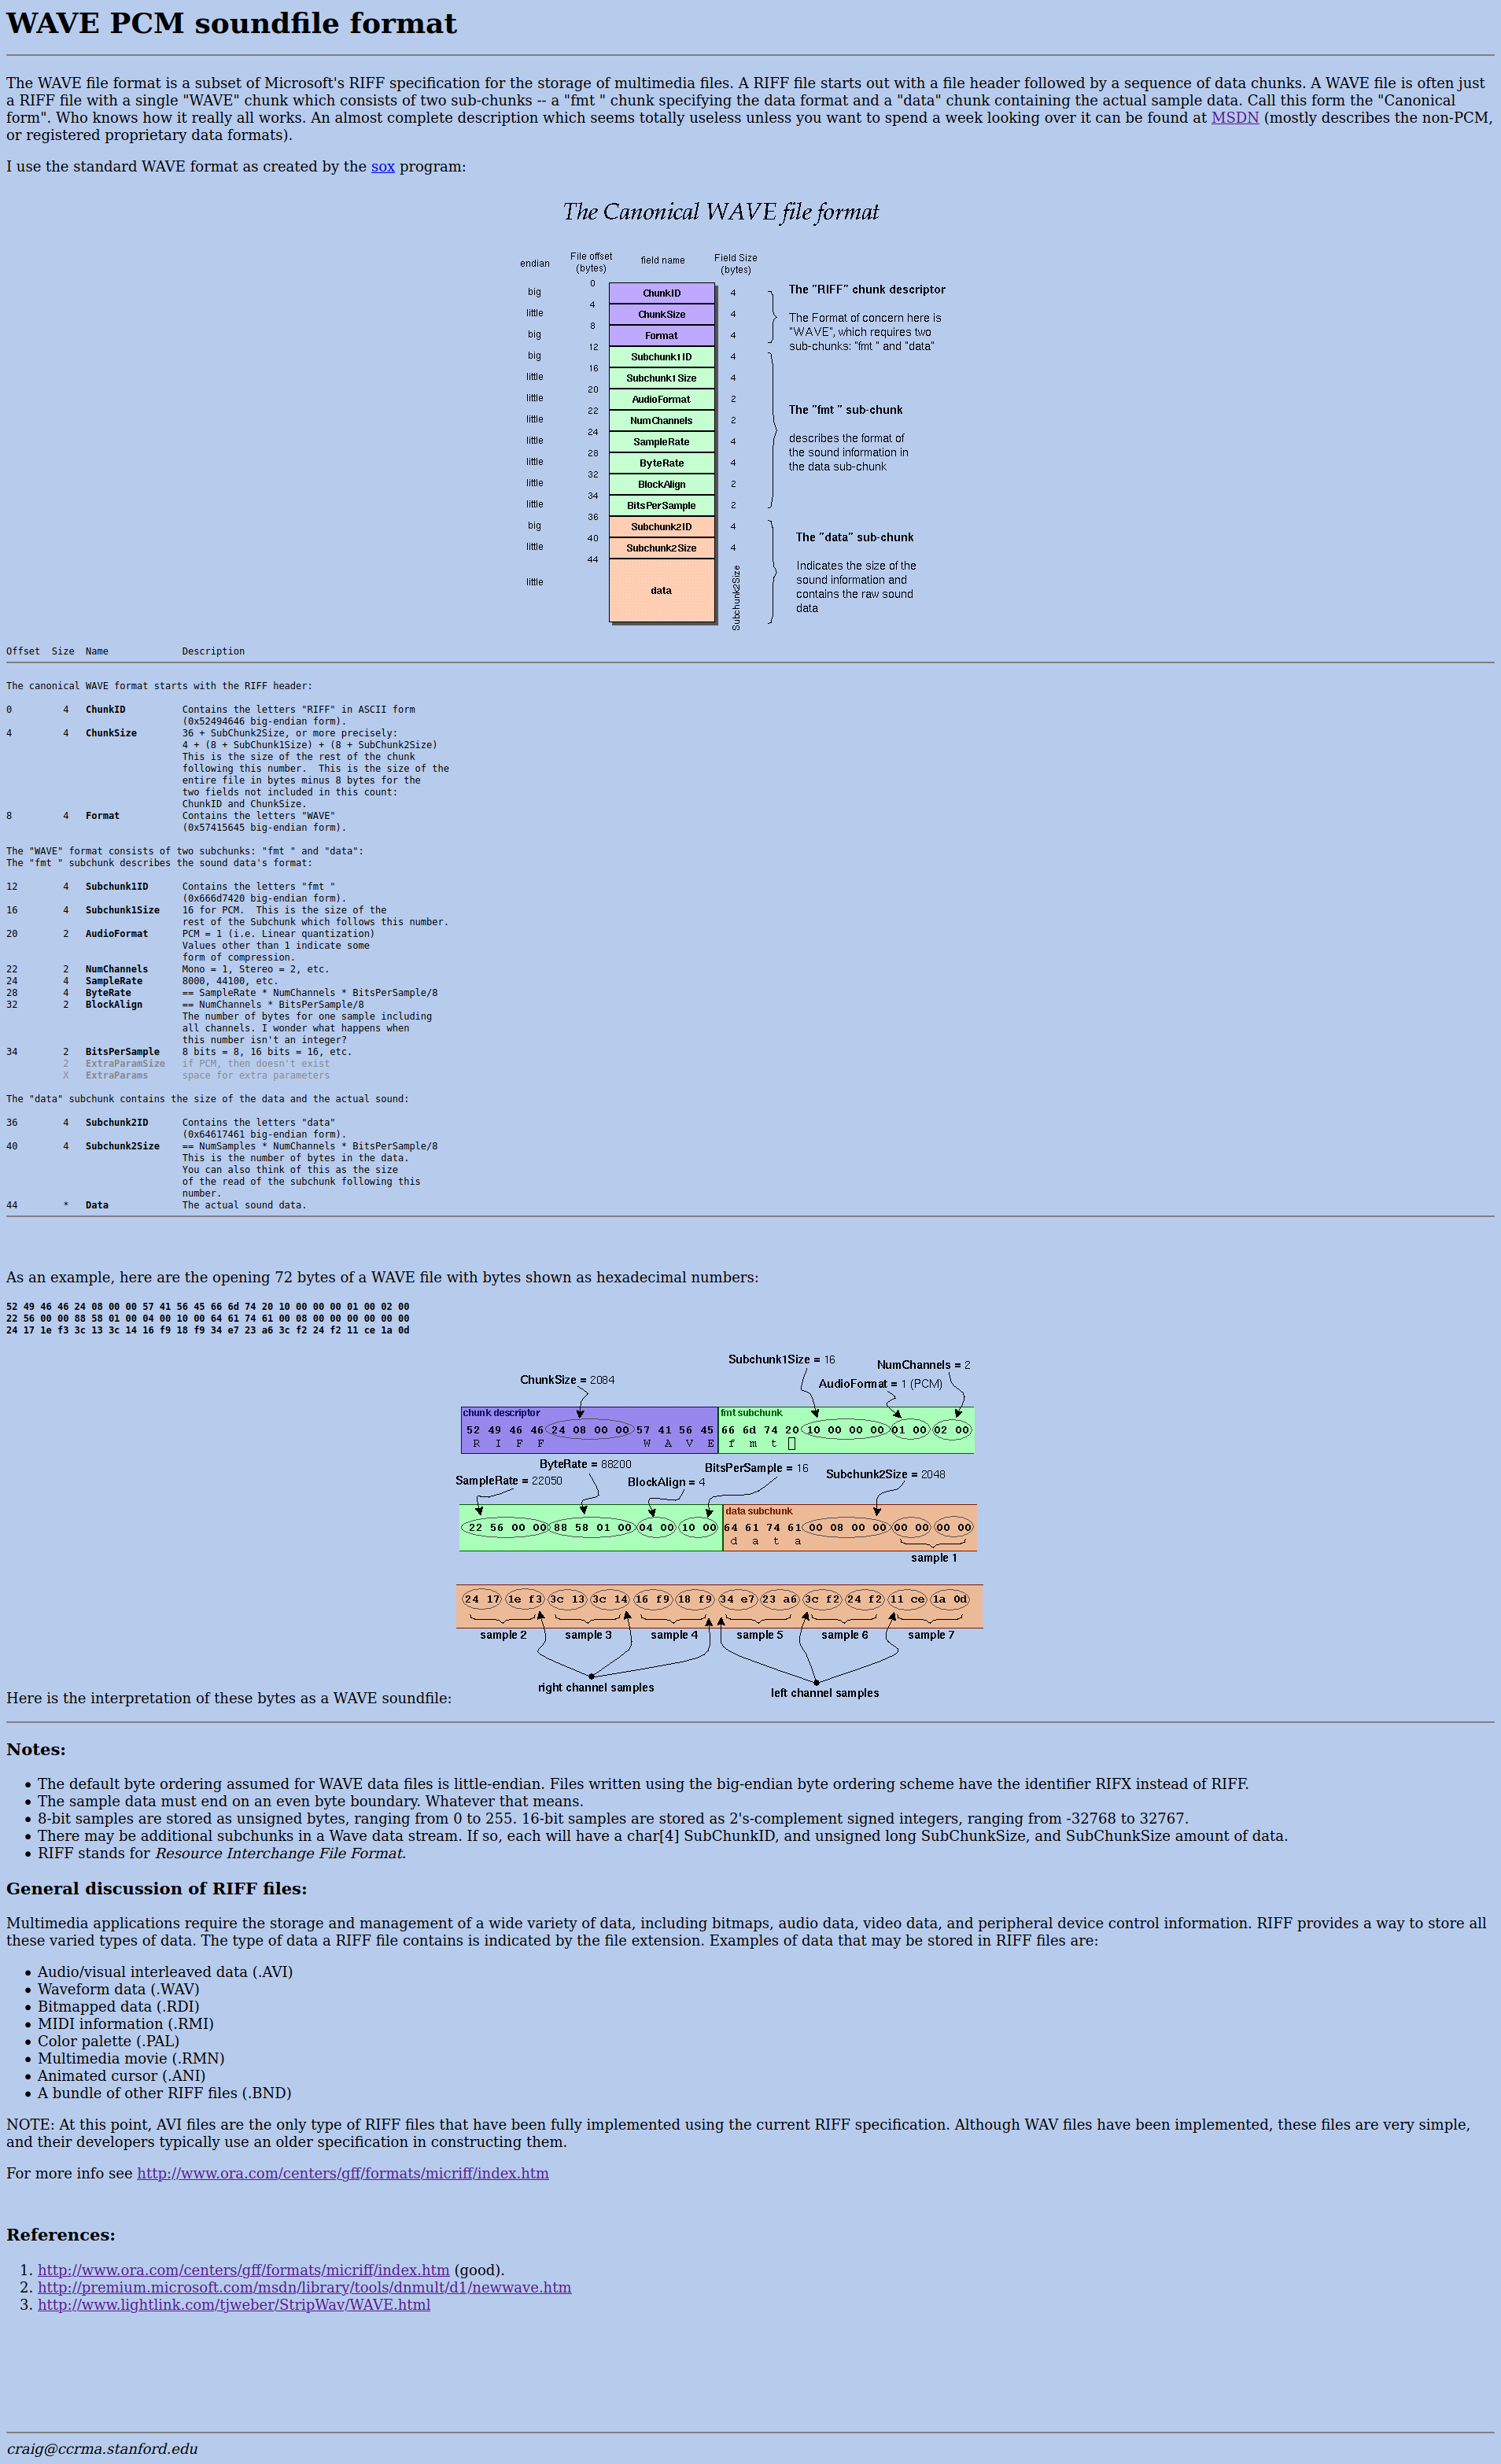 WAVE PCM soundfile format
The WAVE file format is a subset of Microsoft's RIFF specification for the storage of multimedia files. A RIFF file starts out with a file header followed by a sequence of data chunks. A WAVE file is often just
a RIFF file with a single "WAVE" chunk which consists of two sub-chunks -- a "fmt " chunk specifying the data format and a "data" chunk containing the actual sample data. Call this form the "Canonical
form". Who knows how it really all works. An almost complete description which seems totally useless unless you want to spend a week looking over it can be found at MSDN (mostly describes the non-PCM,
or registered proprietary data formats).
I use the standard WAVE format as created by the sox program:
The Canonical WAVE file format
endian File offset (bytes) field name Field Size (bytes)
0
big ChunkID 4
4
little ChunkSize 4
8
big Format 4
12
big Subchunk1ID 4
16
little Subchunk1Size 4
20
little AudioFormat 2
22
little NumChannels 2
24
little SampleRate 4
28
little ByteRate 4
32
little BlockAlign 2
34
little BitsPerSample 2
36
big Subchunk2ID 4
40
little Subchunk2Size 4
44
little data Subchunk2Size
The "RIFF" chunk descriptor
The Format of concern here is
"WAVE", which requires two
sub-chunks: "fmt " and "data"
The "fmt " sub-chunk
describes the format of
the sound information in
the data sub-chunk
The "data" sub-chunk
Indicates the size of the
sound information and
contains the raw sound
data
Offset Size Name Description
The canonical WAVE format starts with the RIFF header:
0 4 ChunkID Contains the letters "RIFF" in ASCII form
(0x52494646 big-endian form).
4 4 ChunkSize 36 + SubChunk2Size, or more precisely:
4 + (8 + SubChunk1Size) + (8 + SubChunk2Size)
This is the size of the rest of the chunk
following this number. This is the size of the
entire file in bytes minus 8 bytes for the
two fields not included in this count:
ChunkID and ChunkSize.
8 4 Format Contains the letters "WAVE"
(0x57415645 big-endian form).
The "WAVE" format consists of two subchunks: "fmt " and "data":
The "fmt " subchunk describes the sound data's format:
12 4 Subchunk1ID Contains the letters "fmt "
(0x666d7420 big-endian form).
16 4 Subchunk1Size 16 for PCM. This is the size of the
rest of the Subchunk which follows this number.
20 2 AudioFormat PCM = 1 (i.e. Linear quantization)
Values other than 1 indicate some
form of compression.
22 2 NumChannels Mono = 1, Stereo = 2, etc.
24 4 SampleRate 8000, 44100, etc.
28 4 ByteRate == SampleRate * NumChannels * BitsPerSample/8
32 2 BlockAlign == NumChannels * BitsPerSample/8
The number of bytes for one sample including
all channels. I wonder what happens when
this number isn't an integer?
34 2 BitsPerSample 8 bits = 8, 16 bits = 16, etc.
2 ExtraParamSize if PCM, then doesn't exist
X ExtraParams space for extra parameters
The "data" subchunk contains the size of the data and the actual sound:
36 4 Subchunk2ID Contains the letters "data"
(0x64617461 big-endian form).
40 4 Subchunk2Size == NumSamples * NumChannels * BitsPerSample/8
This is the number of bytes in the data.
You can also think of this as the size
of the read of the subchunk following this
number.
44 * Data The actual sound data.
As an example, here are the opening 72 bytes of a WAVE file with bytes shown as hexadecimal numbers:
52 49 46 46 24 08 00 00 57 41 56 45 66 6d 74 20 10 00 00 00 01 00 02 00
22 56 00 00 88 58 01 00 04 00 10 00 64 61 74 61 00 08 00 00 00 00 00 00
24 17 1e f3 3c 13 3c 14 16 f9 18 f9 34 e7 23 a6 3c f2 24 f2 11 ce 1a 0d
Subchunk1Size = 16
NumChannels = 2
ChunkSize = 2084
AudioFormat = 1 (PCM)
chunk descriptor fmt subchunk
52 49 46 46 24 08 00 00 57 41 56 45 66 6d 74 20 10 00 00 00 01 00 02 00
R I F F W A V E f m t
ByteRate = 88200
BitsPerSample = 16
SampleRate = 22050
BlockAlign = 4
Subchunk2Size = 2048
data subchunk
22 56 00 00 88 58 01 00 04 00 10 00 64 61 74 61 00 08 00 00 00 00 00 00
d a t a
sample 1
24 17 1e f3 3c 13 3c 14 16 f9 18 f9 34 e7 23 a6 3c f2 24 f2 11 ce 1a 0d
sample 2 sample 3 sample 4 sample 5 sample 6 sample 7
right channel samples
left channel samples
Here is the interpretation of these bytes as a WAVE soundfile:
Notes:
• The default byte ordering assumed for WAVE data files is little-endian. Files written using the big-endian byte ordering scheme have the identifier RIFX instead of RIFF.
• The sample data must end on an even byte boundary. Whatever that means.
• 8-bit samples are stored as unsigned bytes, ranging from 0 to 255. 16-bit samples are stored as 2's-complement signed integers, ranging from -32768 to 32767.
• There may be additional subchunks in a Wave data stream. If so, each will have a char[4] SubChunkID, and unsigned long SubChunkSize, and SubChunkSize amount of data.
• RIFF stands for Resource Interchange File Format.
General discussion of RIFF files:
Multimedia applications require the storage and management of a wide variety of data, including bitmaps, audio data, video data, and peripheral device control information. RIFF provides a way to store all
these varied types of data. The type of data a RIFF file contains is indicated by the file extension. Examples of data that may be stored in RIFF files are:
• Audio/visual interleaved data (.AVI)
• Waveform data (.WAV)
• Bitmapped data (.RDI)
• MIDI information (.RMI)
• Color palette (.PAL)
• Multimedia movie (.RMN)
• Animated cursor (.ANI)
• A bundle of other RIFF files (.BND)
NOTE: At this point, AVI files are the only type of RIFF files that have been fully implemented using the current RIFF specification. Although WAV files have been implemented, these files are very simple,
and their developers typically use an older specification in constructing them.
For more info see http://www.ora.com/centers/gff/formats/micriff/index.htm
References:
1. http://www.ora.com/centers/gff/formats/micriff/index.htm (good).
2. http://premium.microsoft.com/msdn/library/tools/dnmult/d1/newwave.htm
3. http://www.lightlink.com/tjweber/StripWav/WAVE.html
craig@ccrma.stanford.edu